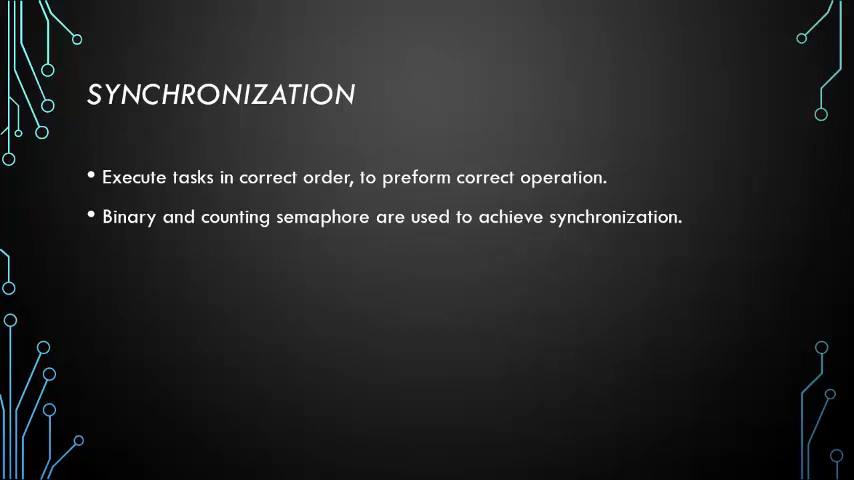 SYNCHRONIZATION
• Execute tasks in correct order, to preform correct operation.
• Binary and counting semaphore are used to achieve synchronization.